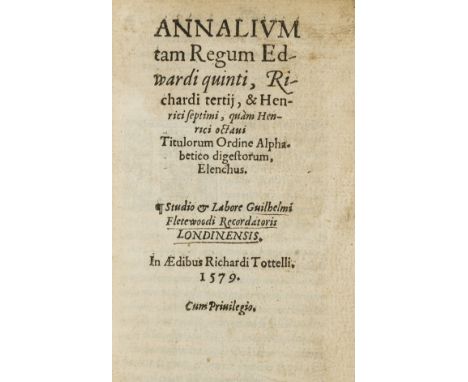 ANNALIVM
tam Regum Ed-
wardi quinti, Ri-
chardi tertij, & Hen-
rici ſeptimi, quàm Hen-
rici octaui
Titulorum Ordine Alpha-
betico digeſtorum,
Elenchus.
¶ Studio & Labore Guilhelmi
Fletewoodi Recordatoris
LONDINENSIS.
In Ædibus Richardi Tottelli.
1579.
Cum Priuilegio.